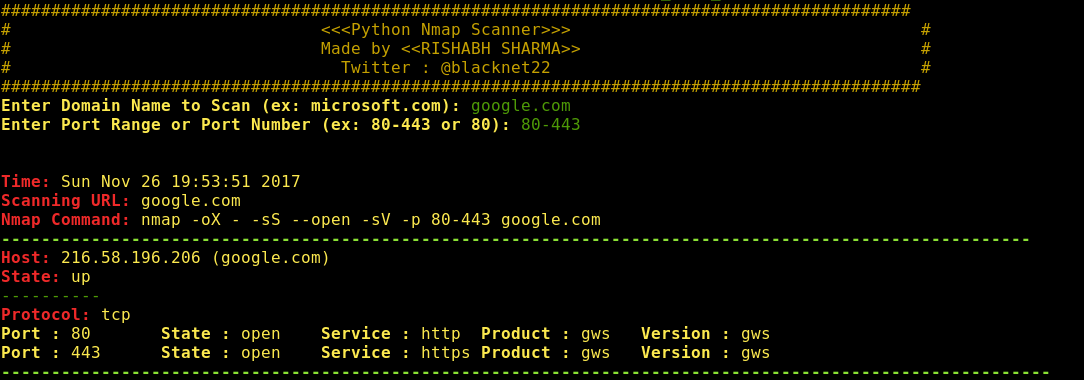 ###########################################################################################
# <<<Python Nmap Scanner>>> #
# Made by <<RISHABH SHARMA>> #
# Twitter : @blacknet22 #
############################################################################################
Enter Domain Name to Scan (ex: microsoft.com): google.com
Enter Port Range or Port Number (ex: 80-443 or 80): 80-443
Time: Sun Nov 26 19:53:51 2017
Scanning URL: google.com
Nmap Command: nmap -oX - -sS --open -sV -p 80-443 google.com
-------------------------------------------------------------------------------------------------------
Host: 216.58.196.206 (google.com)
State: up
----------
Protocol: tcp
Port : 80 State : open Service : http Product : gws Version : gws
Port : 443 State : open Service : https Product : gws Version : gws
---------------------------------------------------------------------------------------------------------